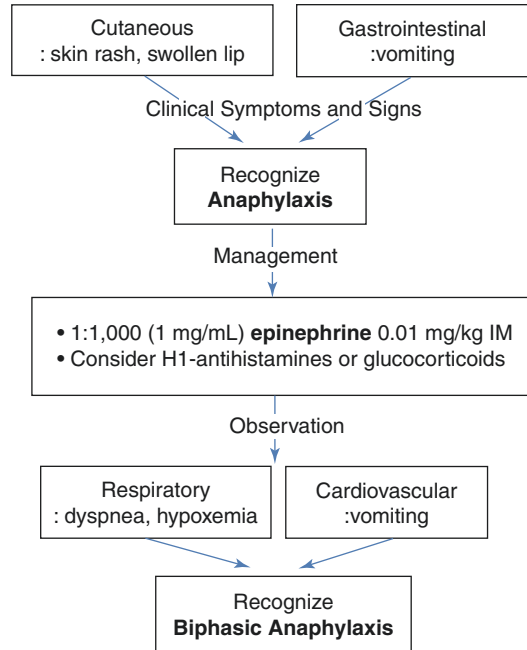 Cutaneous
: skin rash, swollen lip
Gastrointestinal
:vomiting
Clinical Symptoms and Signs
Recognize
Anaphylaxis
Management
• 1:1,000 (1 mg/mL) epinephrine 0.01 mg/kg IM
• Consider H1-antihistamines or glucocorticoids
Observation
Respiratory
: dyspnea, hypoxemia
Cardiovascular
:vomiting
Recognize
Biphasic Anaphylaxis